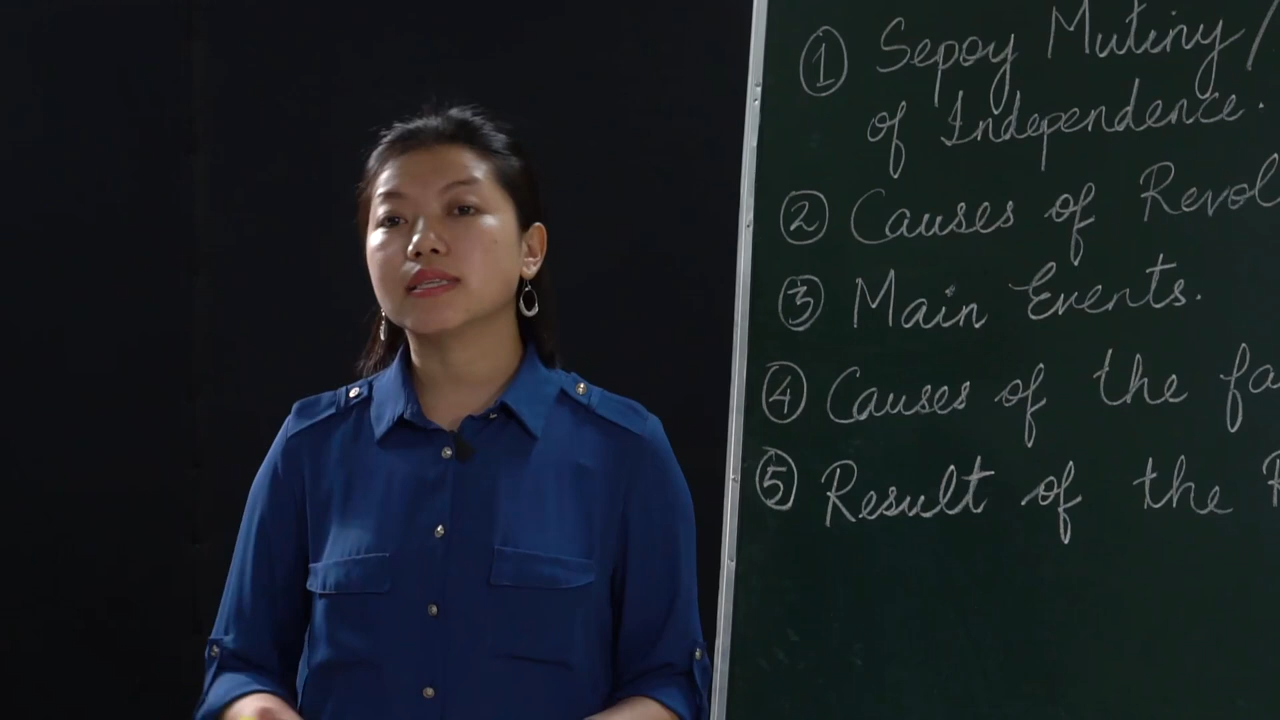 ① Sepoy Mutiny/
of Independence.
② Causes of Revol
③ Main Events.
④ Causes of the fa
⑤ Result of the R